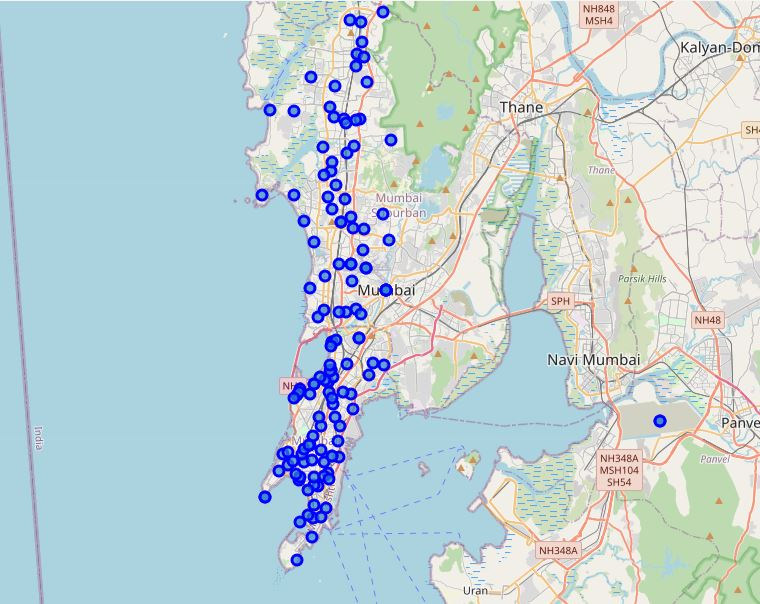 NH848
MSH4
Kalyan-Dom
Thane
SH4
Thane
Mumbai
Suburban
Parsik Hills
Mumbai
SPH
NH48
Navi Mumbai
NH
India
Panve
NH348A
MSH104
SH54
Panvel
NH348A
Uran